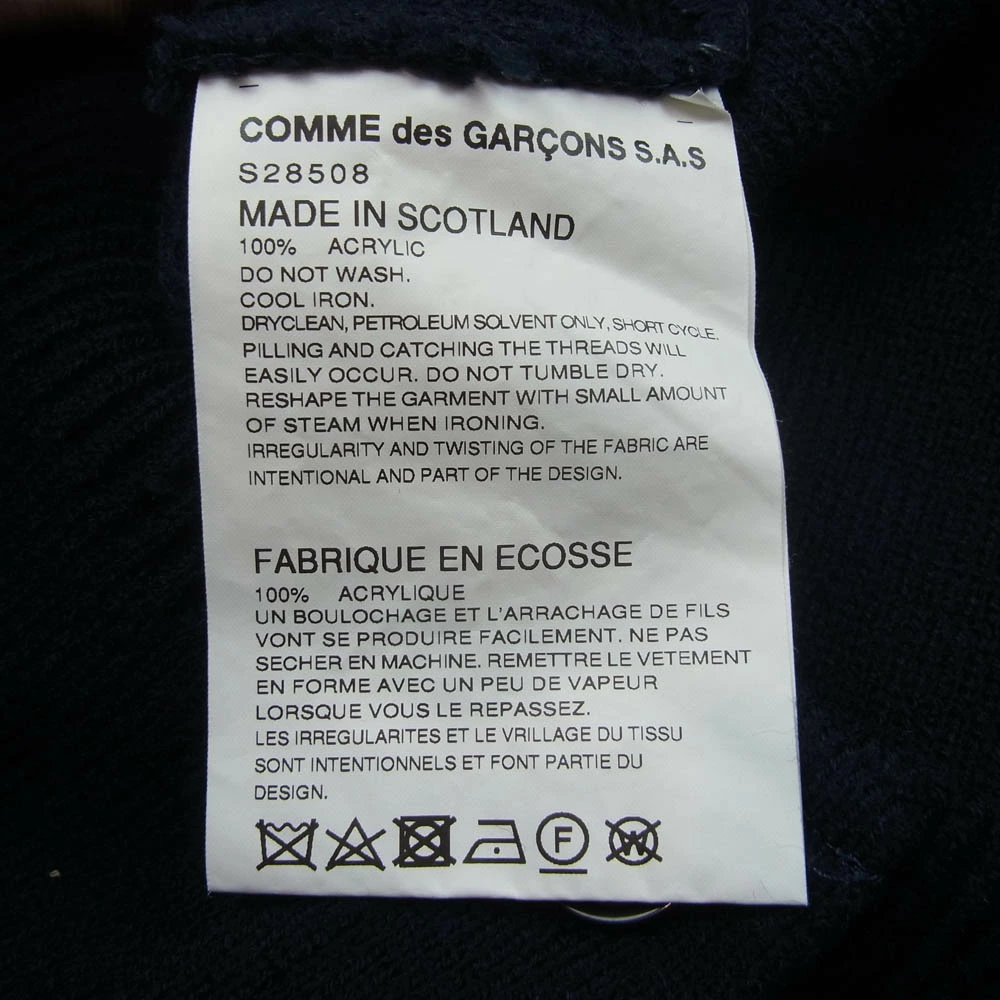 COMME des GARÇONS S.A.S
S28508
MADE IN SCOTLAND
100% ACRYLIC
DO NOT WASH.
COOL IRON.
DRYCLEAN, PETROLEUM SOLVENT ONLY, SHORT CYCLE.
PILLING AND CATCHING THE THREADS WILL
EASILY OCCUR. DO NOT TUMBLE DRY.
RESHAPE THE GARMENT WITH SMALL AMOUNT
OF STEAM WHEN IRONING.
IRREGULARITY AND TWISTING OF THE FABRIC ARE
INTENTIONAL AND PART OF THE DESIGN.
FABRIQUE EN ECOSSE
100% ACRYLIQUE
UN BOULOCHAGE ET L'ARRACHAGE DE FILS
VONT SE PRODUIRE FACILEMENT. NE PAS
SECHER EN MACHINE. REMETTRE LE VETEMENT
EN FORME AVEC UN PEU DE VAPEUR
LORSQUE VOUS LE REPASSEZ.
LES IRREGULARITES ET LE VRILLAGE DU TISSU
SONT INTENTIONNELS ET FONT PARTIE DU
DESIGN.
F W